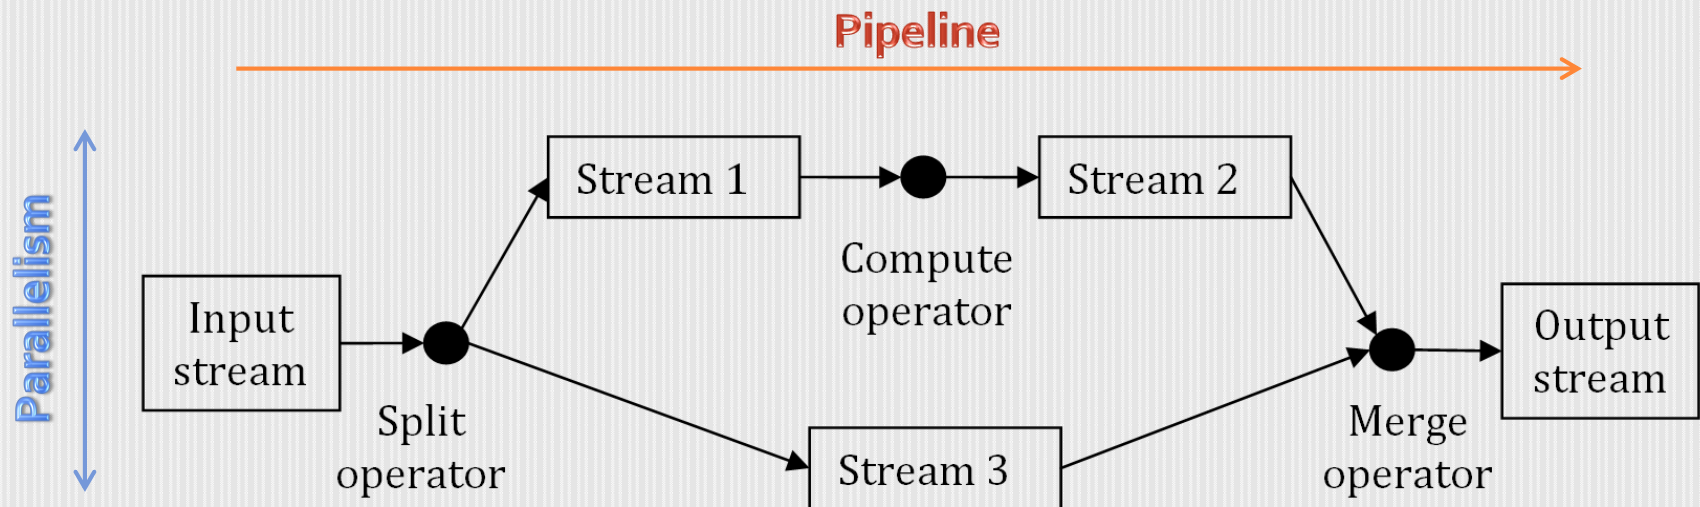 Pipeline
Parallelism
Input
stream
Split
operator
Stream 1
Compute
operator
Stream 2
Stream 3
Merge
operator
Output
stream